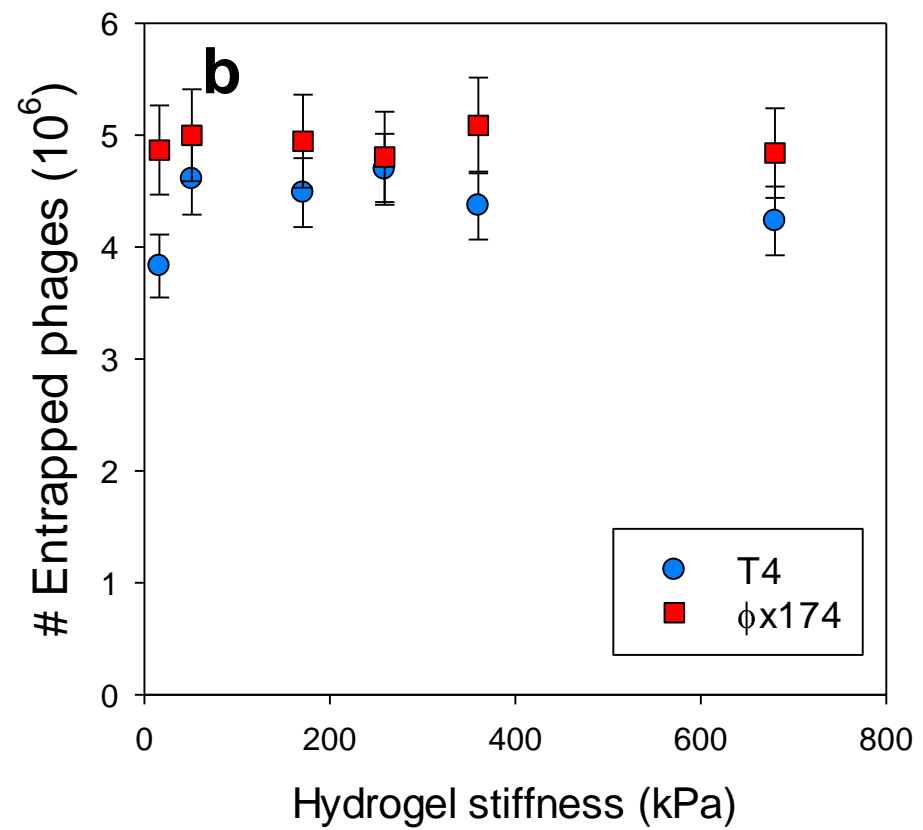 b
# Entrapped phages (10⁶)
6
5
4
3
2
1
0
T4
ϕx174
0 200 400 600 800
Hydrogel stiffness (kPa)